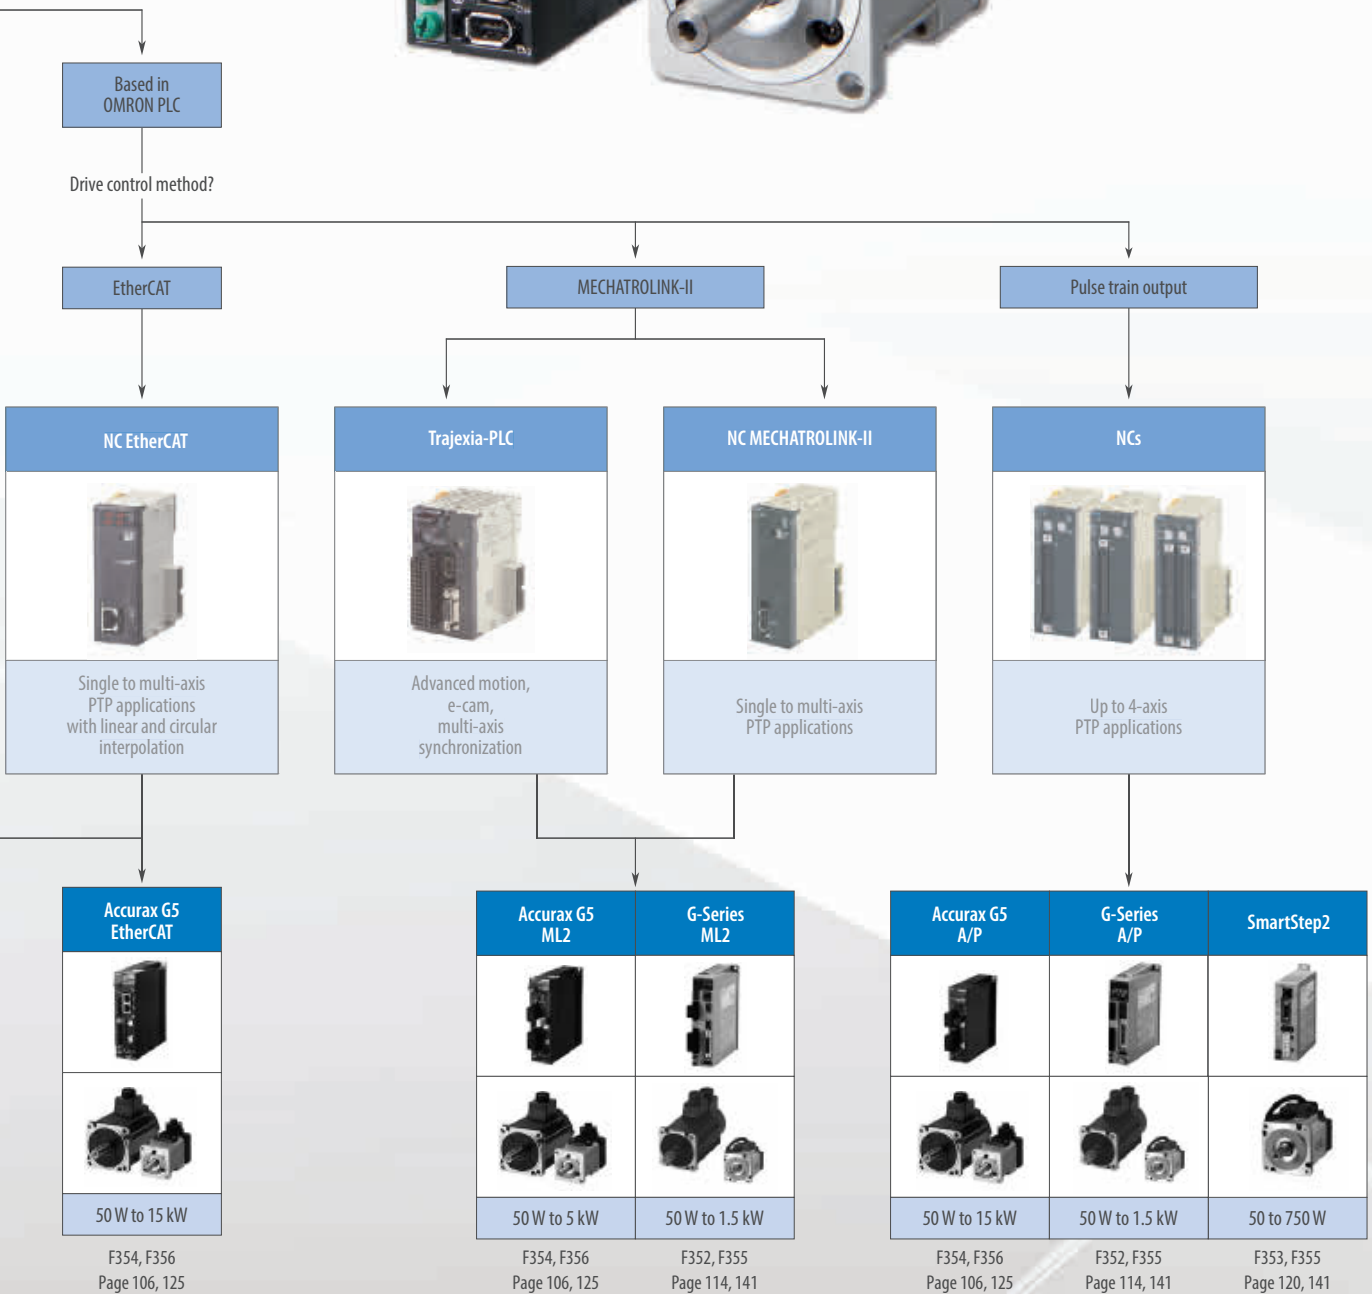 Based in
OMRON PLC
Drive control method?
EtherCAT
MECHATROLINK-II
Pulse train output
NC EtherCAT
Trajexia-PLC
NC MECHATROLINK-II
NCs
Single to multi-axis
PTP applications
with linear and circular
interpolation
Advanced motion,
e-cam,
multi-axis
synchronization
Single to multi-axis
PTP applications
Up to 4-axis
PTP applications
Accurax G5
EtherCAT
Accurax G5
ML2
G-Series
ML2
Accurax G5
A/P
G-Series
A/P
SmartStep2
50 W to 15 kW
50 W to 5 kW
50 W to 1.5 kW
50 W to 15 kW
50 W to 1.5 kW
50 to 750 W
F354, F356
Page 106, 125
F354, F356
Page 106, 125
F352, F355
Page 114, 141
F354, F356
Page 106, 125
F352, F355
Page 114, 141
F353, F355
Page 120, 141